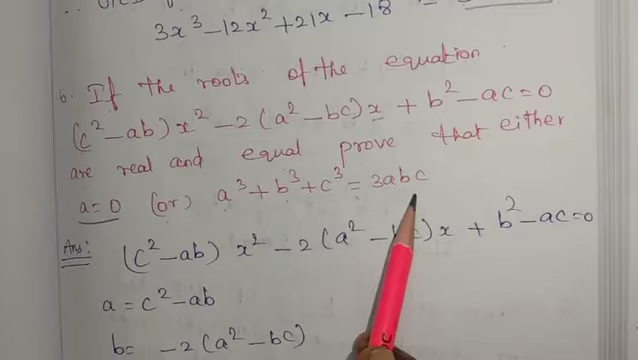 3x³ - 12x² + 21x - 18
6. If the roots of the equation
(c² - ab) x² - 2 (a² - bc) x + b² - ac = 0
are real and equal prove that either
a = 0 (or) a³ + b³ + c³ = 3abc
Ans: (c² - ab) x² - 2 (a² - bc) x + b² - ac = 0
a = c² - ab
b = -2 (a² - bc)